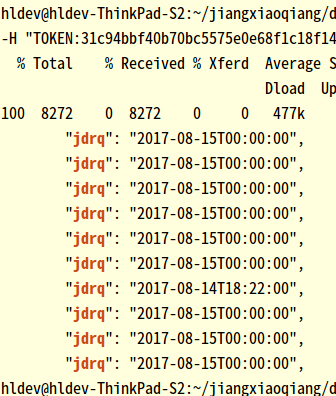 hldev@hldev-ThinkPad-S2:~/jiangxiaoqiang/d
-H "TOKEN:31c94bbf40b70bc5575e0e68f1c18f14
% Total % Received % Xferd Average S
Dload Up
100 8272 0 8272 0 0 477k
"jdrq": "2017-08-15T00:00:00",
"jdrq": "2017-08-15T00:00:00",
"jdrq": "2017-08-15T00:00:00",
"jdrq": "2017-08-15T00:00:00",
"jdrq": "2017-08-15T00:00:00",
"jdrq": "2017-08-15T00:00:00",
"jdrq": "2017-08-14T18:22:00",
"jdrq": "2017-08-15T00:00:00",
"jdrq": "2017-08-15T00:00:00",
"jdrq": "2017-08-15T00:00:00",
hldev@hldev-ThinkPad-S2:~/jiangxiaoqiang/d